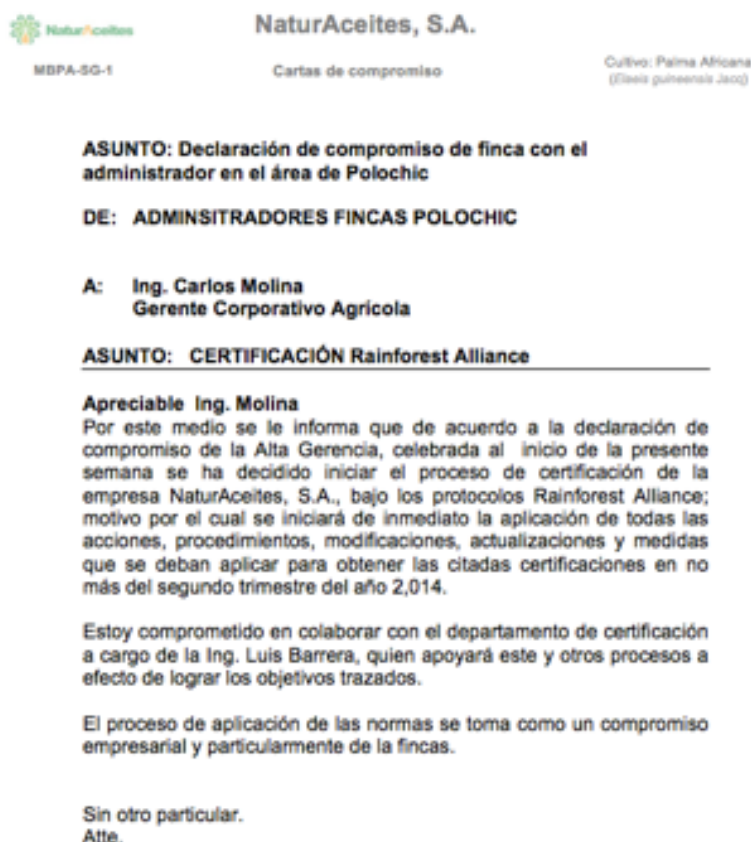 NaturAceites
NaturAceites, S.A.
MBPA-SG-1
Cartas de compromiso
Cultivo: Palma Africana
(Elaeis guineensis Jacq)
ASUNTO: Declaración de compromiso de finca con el
administrador en el área de Polochic
DE: ADMINSITRADORES FINCAS POLOCHIC
A: Ing. Carlos Molina
Gerente Corporativo Agrícola
ASUNTO: CERTIFICACIÓN Rainforest Alliance
Apreciable Ing. Molina
Por este medio se le informa que de acuerdo a la declaración de
compromiso de la Alta Gerencia, celebrada al inicio de la presente
semana se ha decidido iniciar el proceso de certificación de la
empresa NaturAceites, S.A., bajo los protocolos Rainforest Alliance;
motivo por el cual se iniciará de inmediato la aplicación de todas las
acciones, procedimientos, modificaciones, actualizaciones y medidas
que se deban aplicar para obtener las citadas certificaciones en no
más del segundo trimestre del año 2,014.
Estoy comprometido en colaborar con el departamento de certificación
a cargo de la Ing. Luis Barrera, quien apoyará este y otros procesos a
efecto de lograr los objetivos trazados.
El proceso de aplicación de las normas se toma como un compromiso
empresarial y particularmente de la fincas.
Sin otro particular.
Atte.